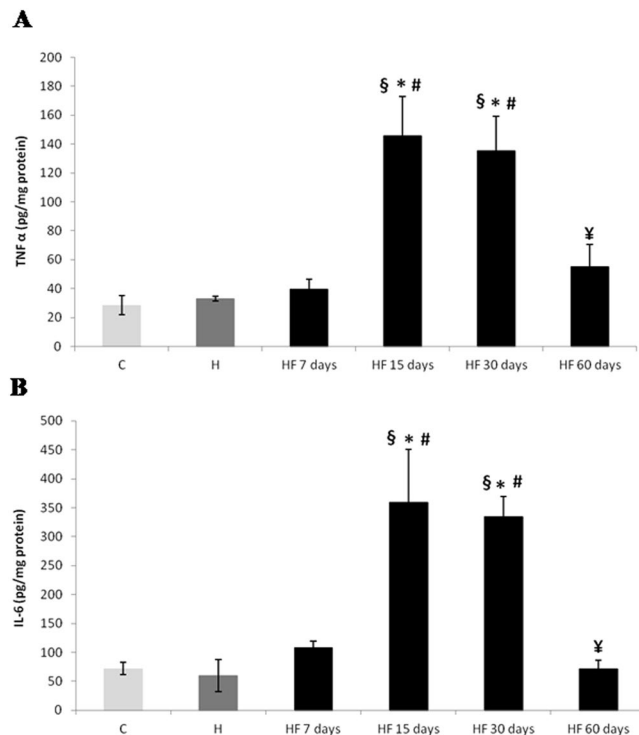 A
TNF α (pg/mg protein)
200
180
160
140
120
100
80
60
40
20
0
§ * #
§ * #
¥
C H HF 7 days HF 15 days HF 30 days HF 60 days
B
IL-6 (pg/mg protein)
500
450
400
350
300
250
200
150
100
50
0
§ * #
§ * #
¥
C H HF 7 days HF 15 days HF 30 days HF 60 days